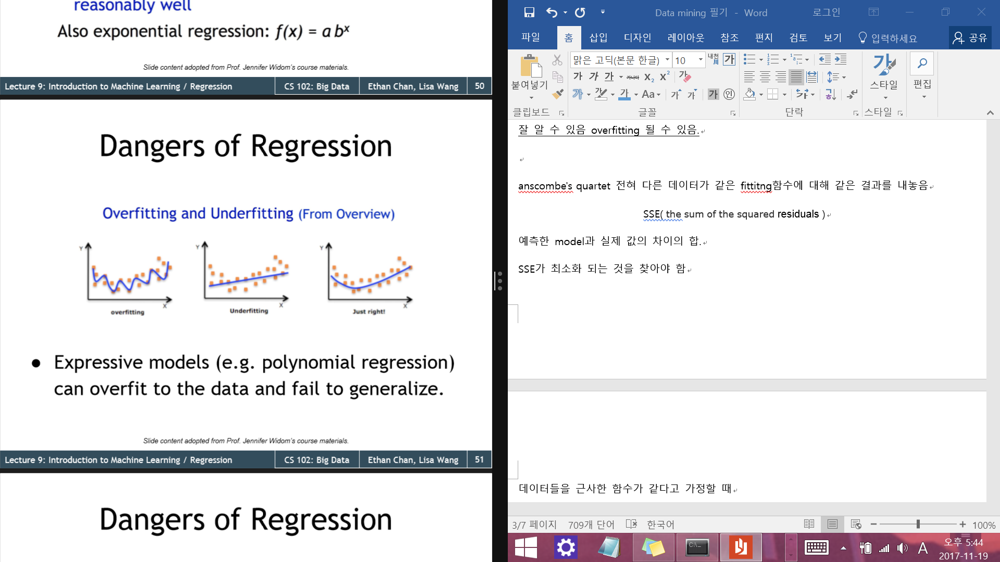 reasonably well
Also exponential regression: f(x) = a bˣ
Slide content adopted from Prof. Jennifer Widom's course materials.
Lecture 9: Introduction to Machine Learning / Regression CS 102: Big Data Ethan Chan, Lisa Wang 50
Dangers of Regression
Overfitting and Underfitting (From Overview)
Y X overfitting
Y X Underfitting
Y X Just right!
● Expressive models (e.g. polynomial regression)
can overfit to the data and fail to generalize.
Slide content adopted from Prof. Jennifer Widom's course materials.
Lecture 9: Introduction to Machine Learning / Regression CS 102: Big Data Ethan Chan, Lisa Wang 51
Dangers of Regression
Data mining 필기 - Word 로그인
파일 홈 삽입 디자인 레이아웃 참조 편지 검토 보기 입력하세요 공유
붙여넣기
맑은 고딕(본문 한글) 10 내천 가
가 가 가 가나다 X₂ X² 가
가 가 Aa 가 가 가 인
스타일
편집
클립보드 글꼴 단락 스타일
잘 알 수 있음 overfitting 될 수 있음.
anscombe's quartet 전혀 다른 데이터가 같은 fittitng함수에 대해 같은 결과를 내놓음
SSE( the sum of the squared residuals )
예측한 model과 실제 값의 차이의 합.
SSE가 최소화 되는 것을 찾아야 함
데이터들을 근사한 함수가 같다고 가정할 때
3/7 페이지 709개 단어 한국어 100%
A 오후 5:44
2017-11-19